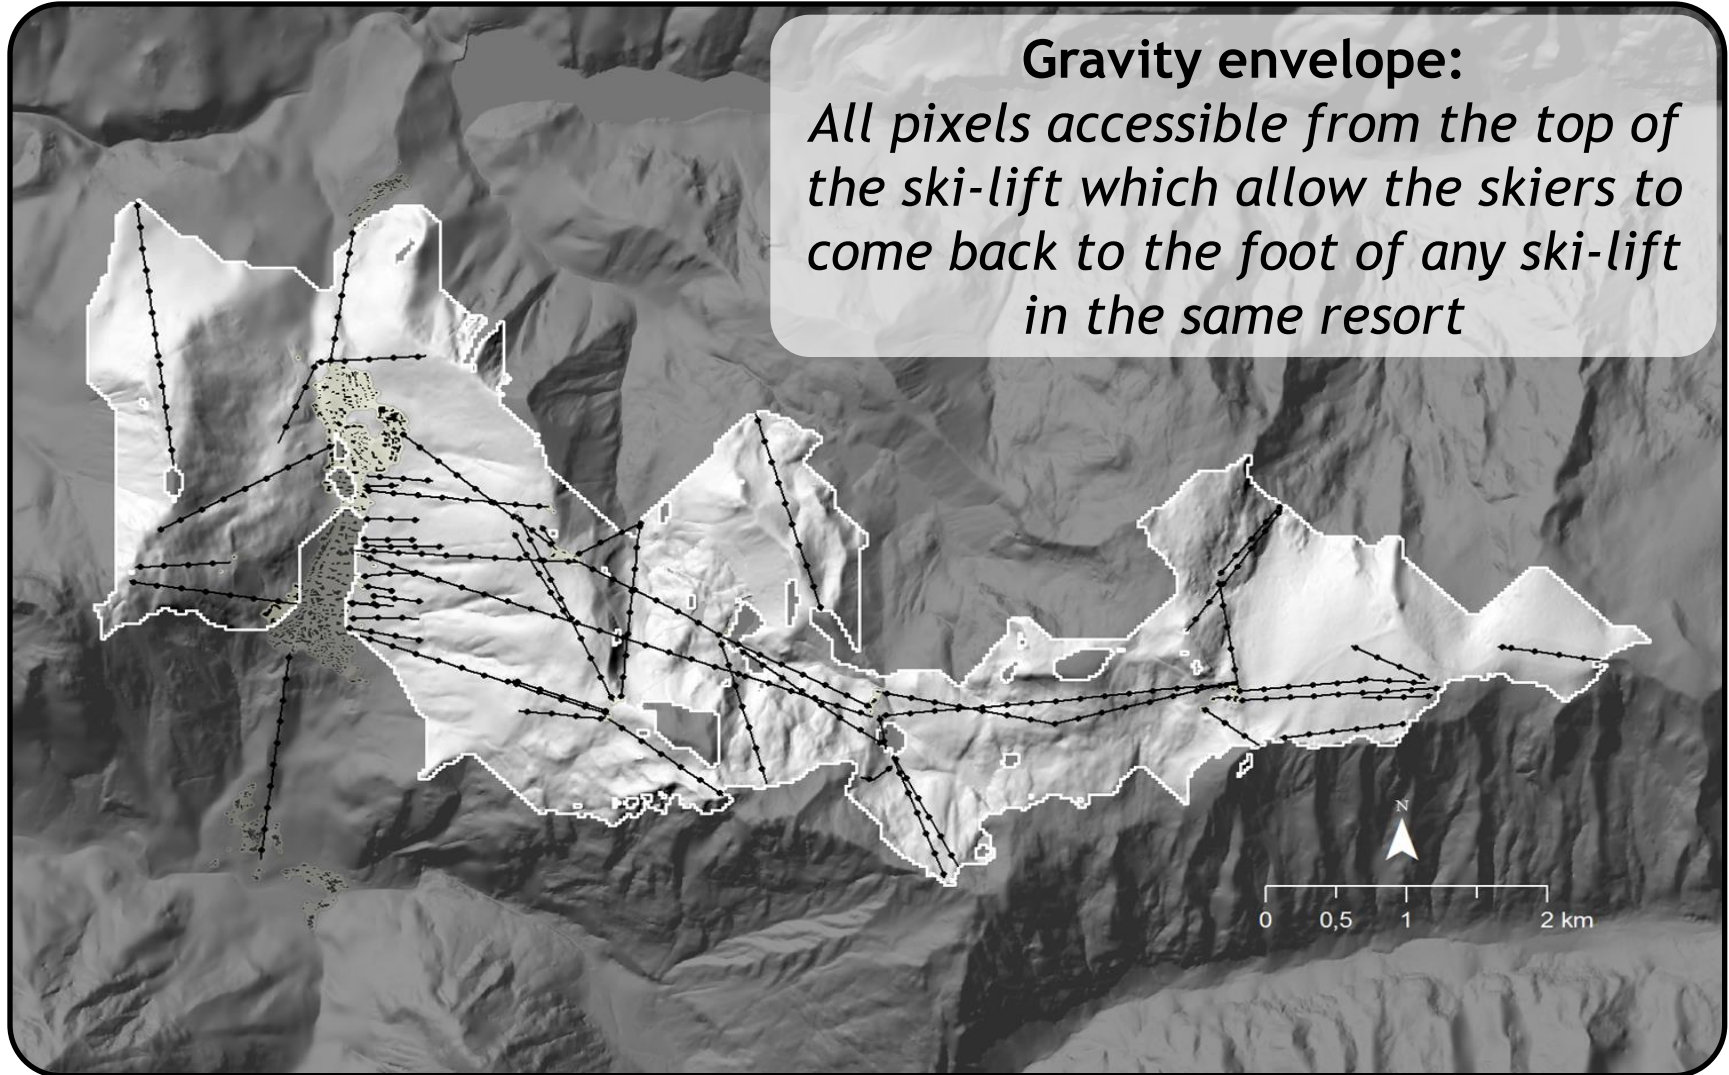 Gravity envelope:
All pixels accessible from the top of
the ski-lift which allow the skiers to
come back to the foot of any ski-lift
in the same resort
N
0 0,5 1 2 km